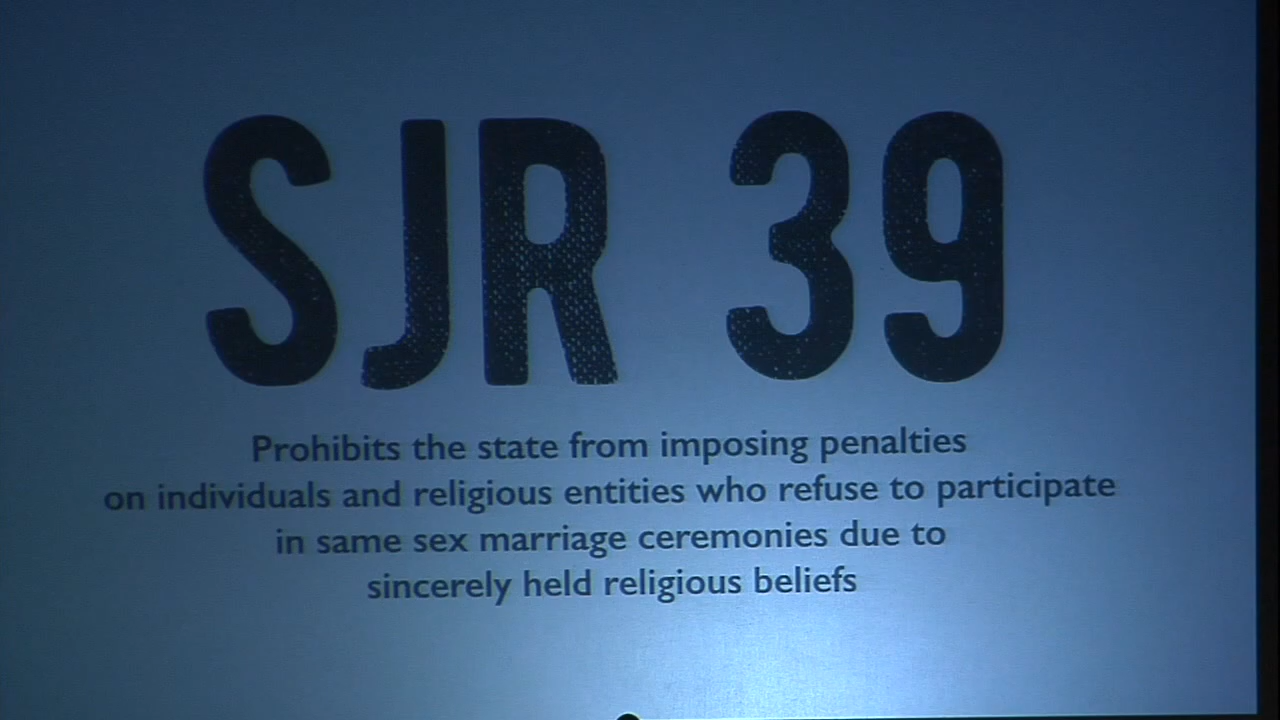 SJR 39
Prohibits the state from imposing penalties
on individuals and religious entities who refuse to participate
in same sex marriage ceremonies due to
sincerely held religious beliefs